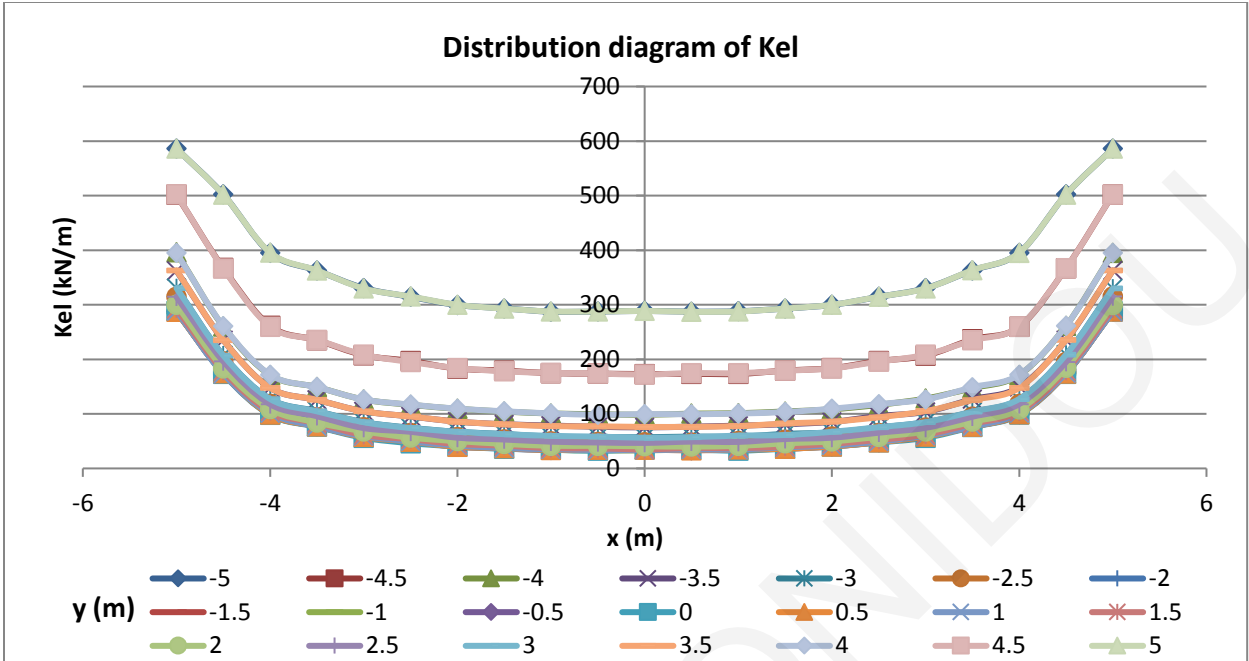 Distribution diagram of Kel
700
600
500
400
300
200
100
0
Kel (kN/m)
-6 -4 -2 0 2 4 6
x (m)
y (m)
-5 -4.5 -4 -3.5 -3 -2.5 -2
-1.5 -1 -0.5 0 0.5 1 1.5
2 2.5 3 3.5 4 4.5 5